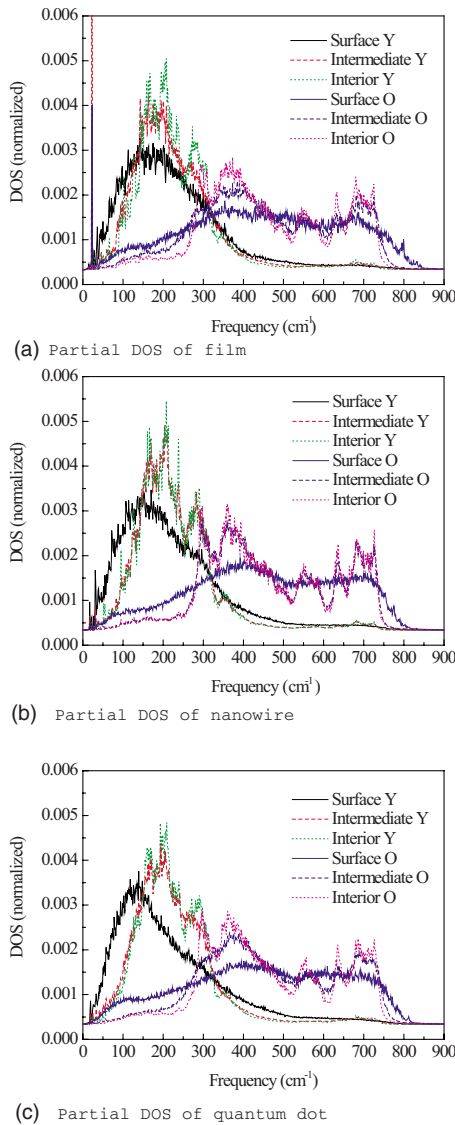 0.006
0.005
0.004
0.003
0.002
0.001
0.000
DOS (normalized)
Surface Y
Intermediate Y
Interior Y
Surface O
Intermediate O
Interior O
0 100 200 300 400 500 600 700 800 900
Frequency (cm-1)
(a) Partial DOS of film
0.006
0.005
0.004
0.003
0.002
0.001
0.000
DOS (normalized)
Surface Y
Intermediate Y
Interior Y
Surface O
Intermediate O
Interior O
0 100 200 300 400 500 600 700 800 900
Frequency (cm-1)
(b) Partial DOS of nanowire
0.006
0.005
0.004
0.003
0.002
0.001
0.000
DOS (normalized)
Surface Y
Intermediate Y
Interior Y
Surface O
Intermediate O
Interior O
0 100 200 300 400 500 600 700 800 900
Frequency (cm-1)
(c) Partial DOS of quantum dot